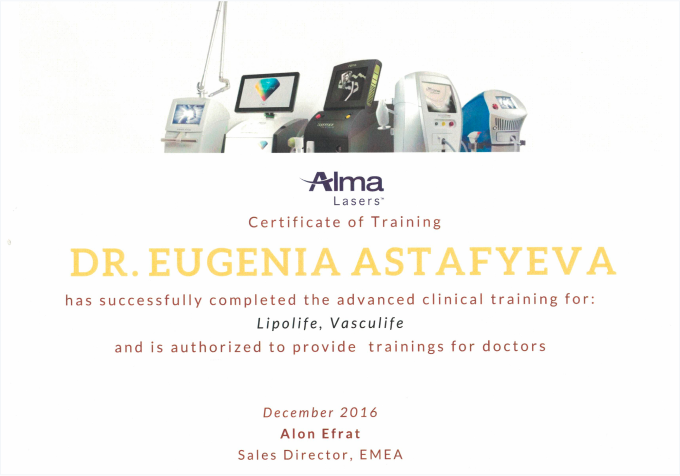 Alma
Lasers™
Certificate of Training
DR. EUGENIA ASTAFYEVA
has successfully completed the advanced clinical training for:
Lipolife, Vasculife
and is authorized to provide trainings for doctors
December 2016
Alon Efrat
Sales Director, EMEA